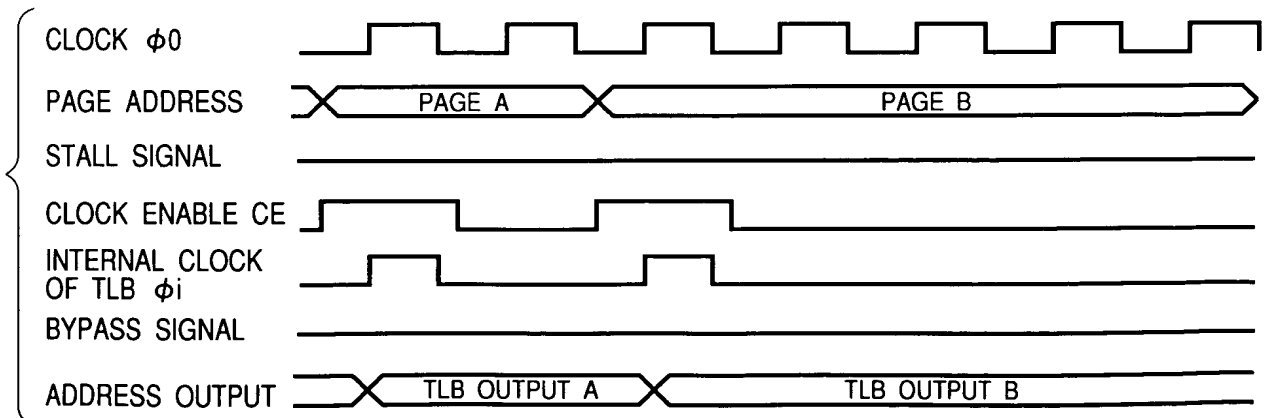 CLOCK φ0
PAGE ADDRESS
PAGE A
PAGE B
STALL SIGNAL
CLOCK ENABLE CE
INTERNAL CLOCK
OF TLB φi
BYPASS SIGNAL
ADDRESS OUTPUT
TLB OUTPUT A
TLB OUTPUT B